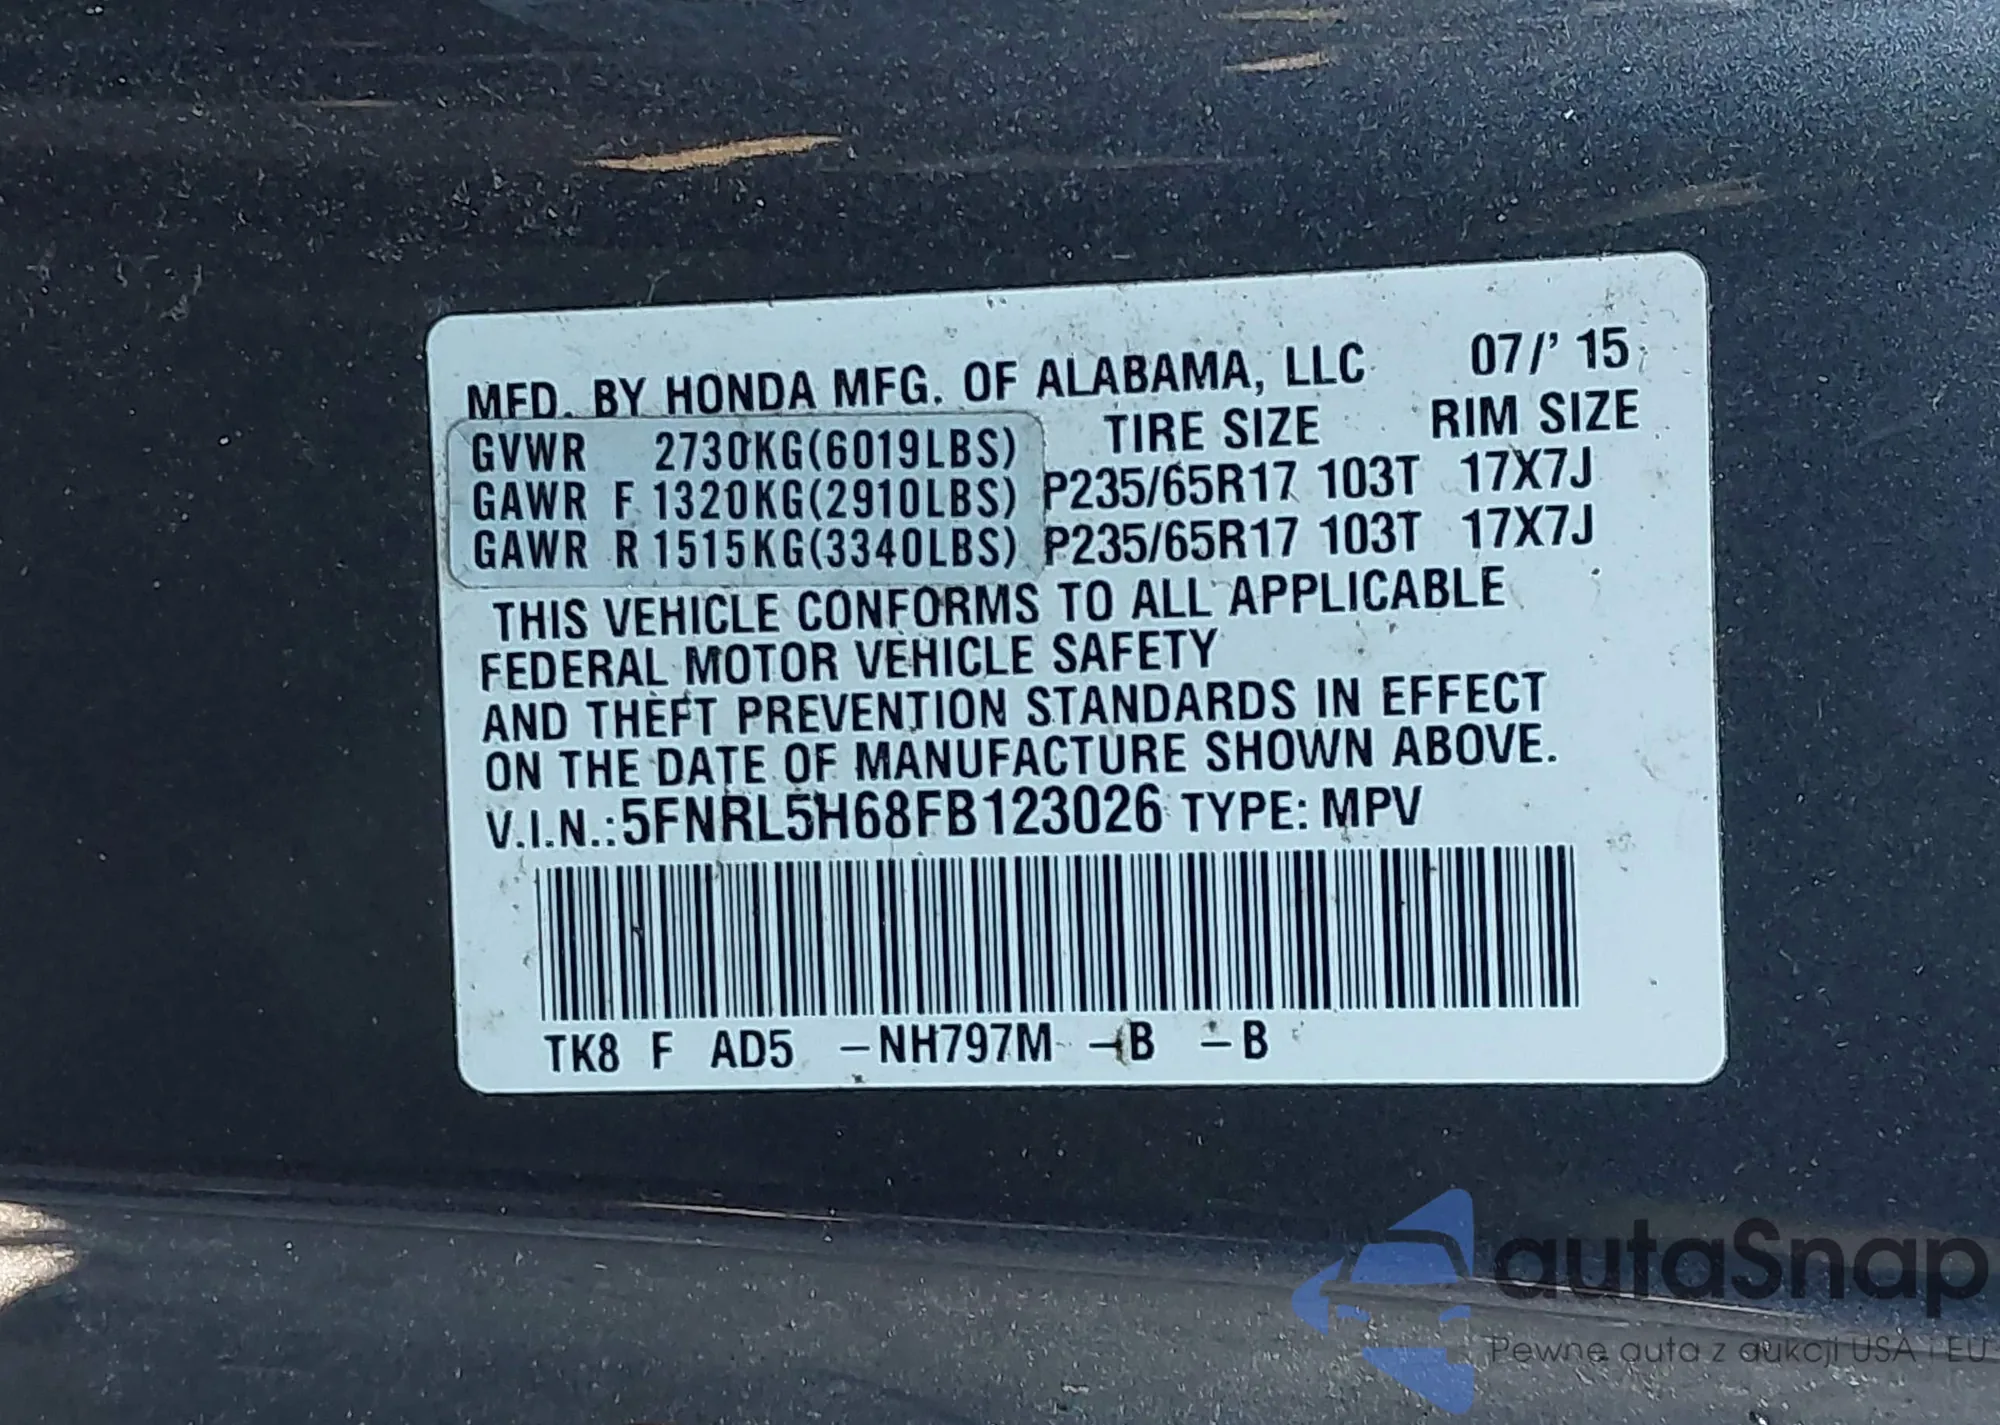 MFD. BY HONDA MFG. OF ALABAMA, LLC 07/' 15
TIRE SIZE RIM SIZE
GVWR 2730KG(6019LBS)
GAWR F 1320KG(2910LBS) P235/65R17 103T 17X7J
GAWR R 1515KG(3340LBS) P235/65R17 103T 17X7J
THIS VEHICLE CONFORMS TO ALL APPLICABLE
FEDERAL MOTOR VEHICLE SAFETY
AND THEFT PREVENTION STANDARDS IN EFFECT
ON THE DATE OF MANUFACTURE SHOWN ABOVE.
V.I.N.:5FNRL5H68FB123026 TYPE: MPV
TK8 F AD5 -NH797M -B -B
autaSnap
Pewne auta z aukcji USA i EU